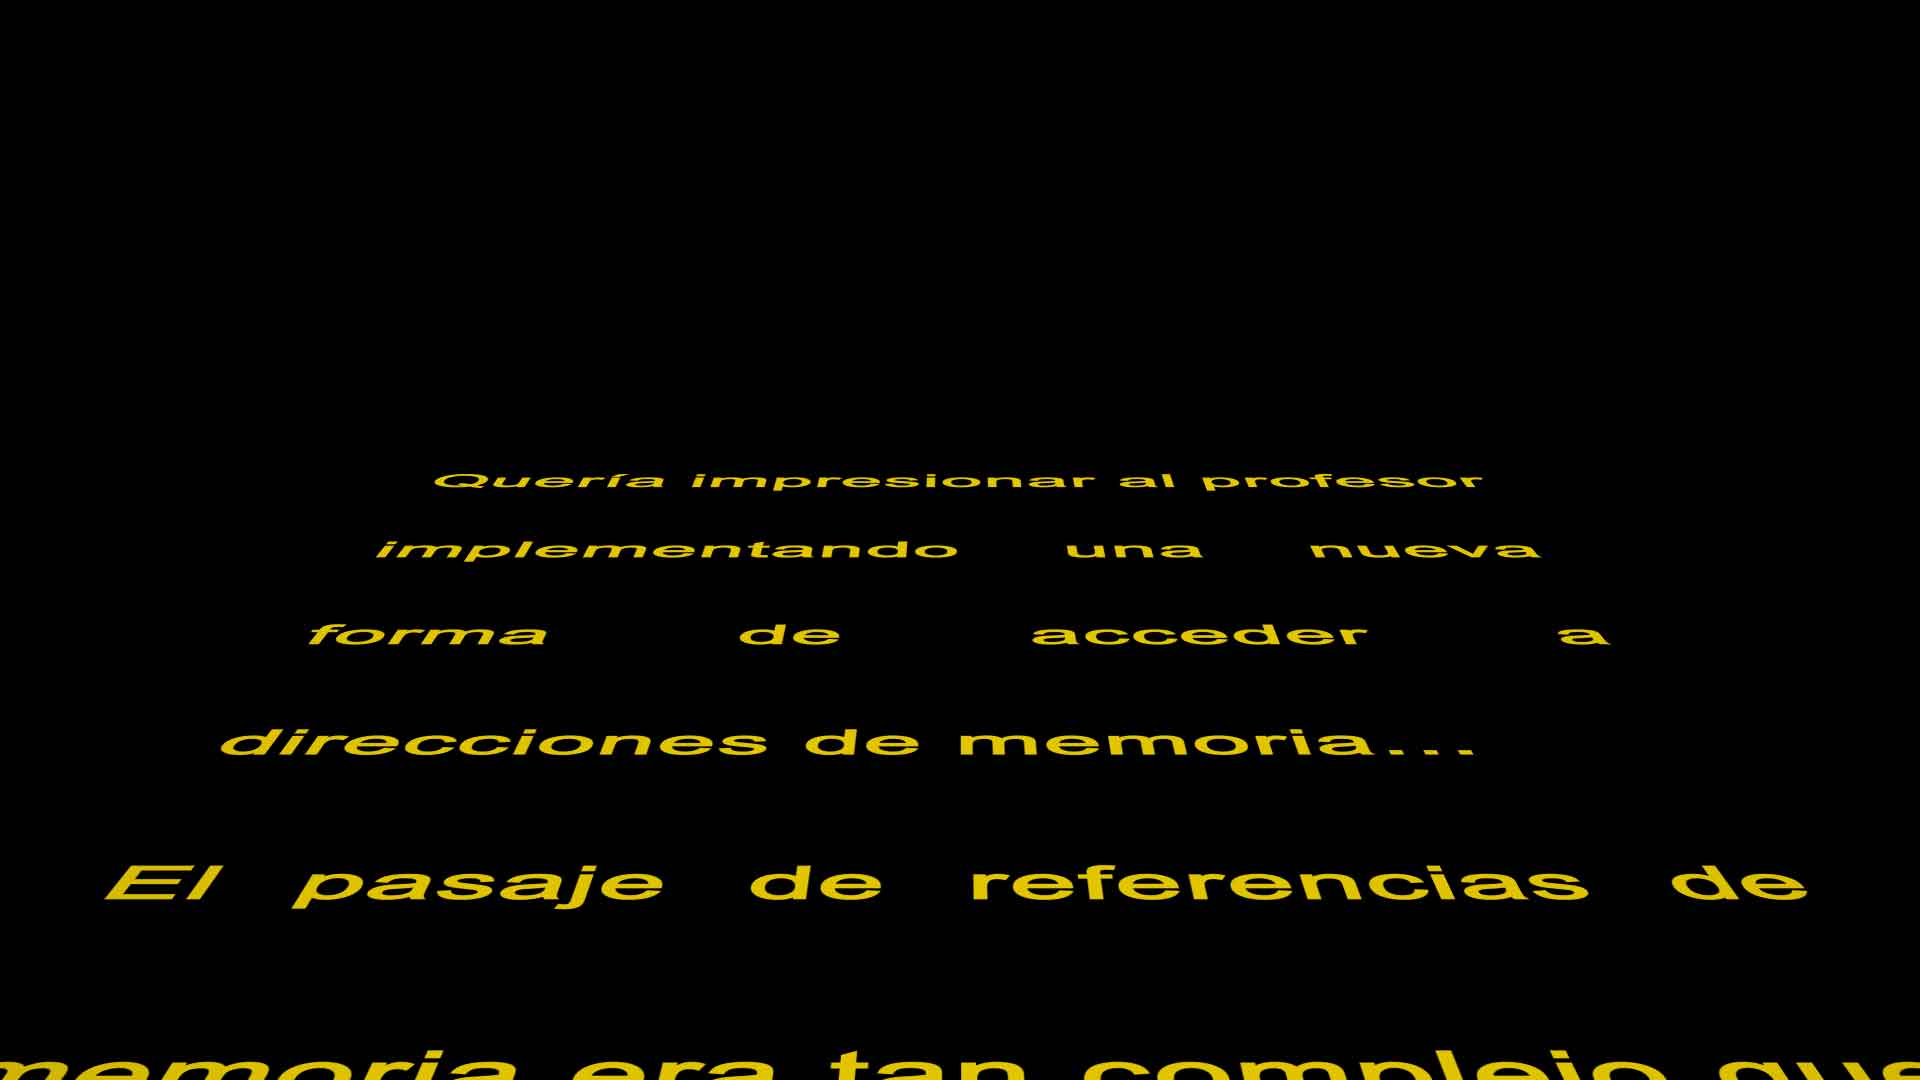 Quería impresionar al profesor
implementando una nueva
forma de acceder a
direcciones de memoria...
El pasaje de referencias de
memoria era tan complejo que